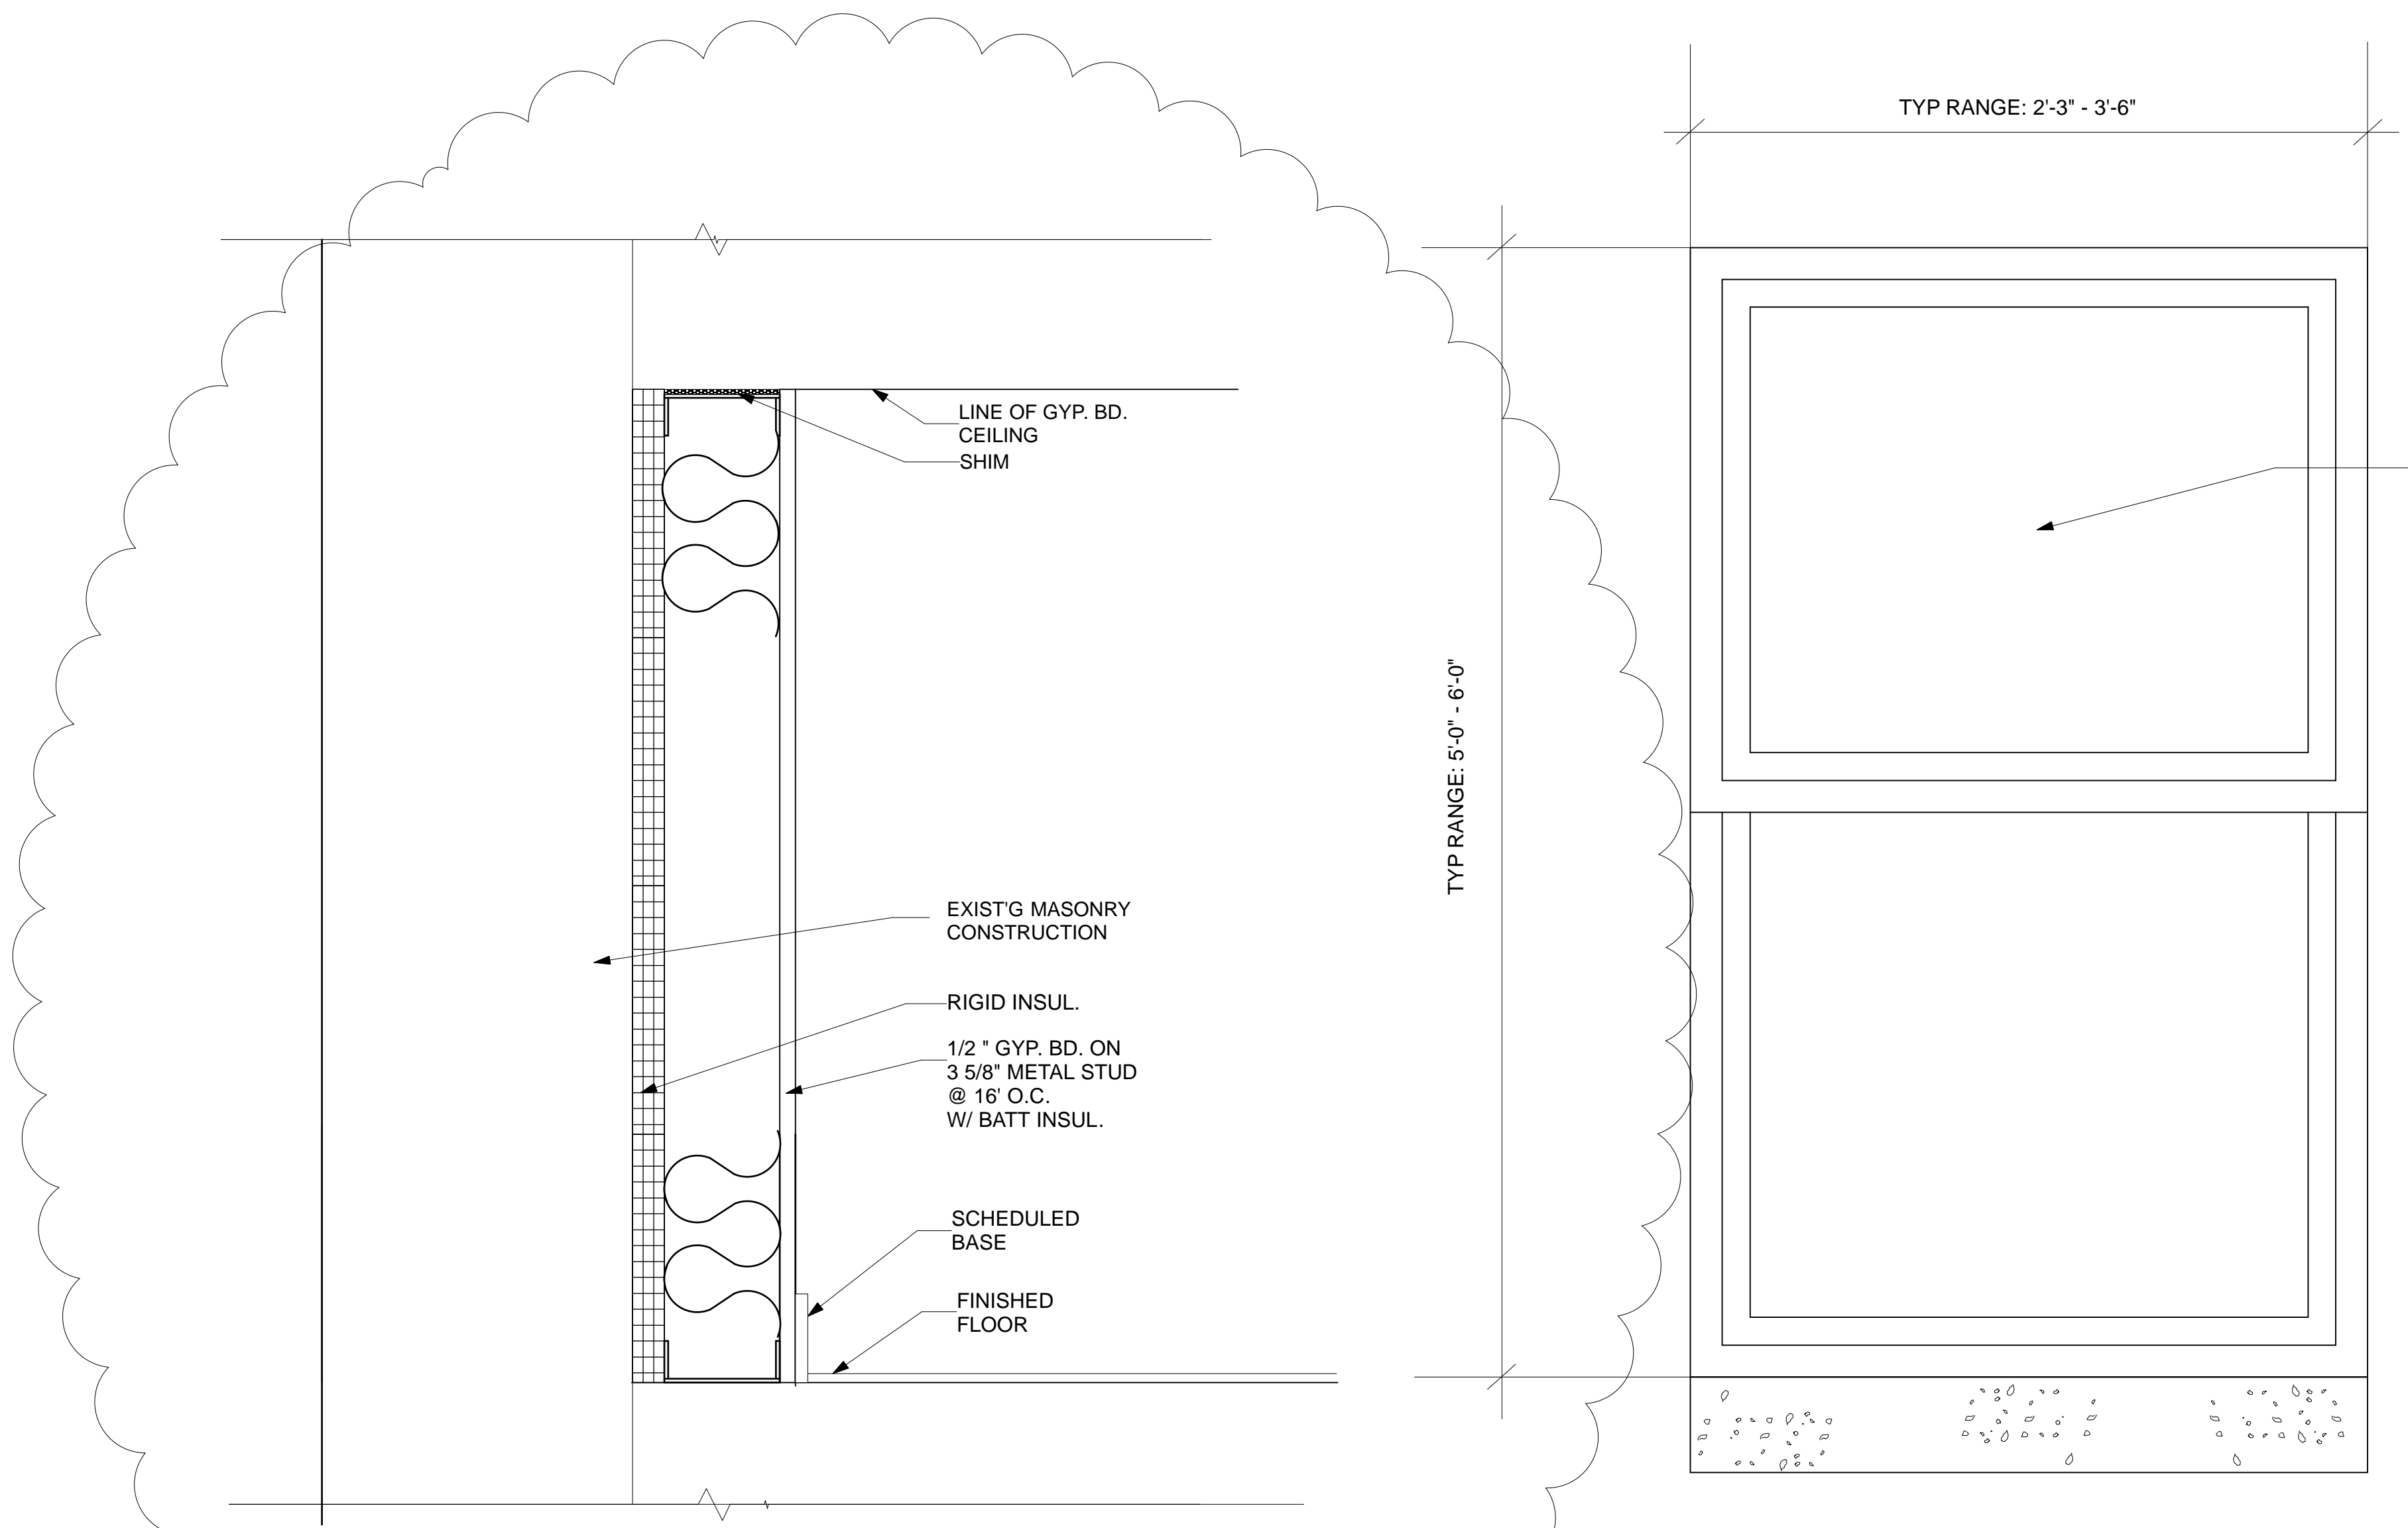 TYP RANGE: 2'-3" - 3'-6"
LINE OF GYP. BD.
CEILING
SHIM
TYP RANGE: 5'-0" - 6'-0"
EXIST'G MASONRY
CONSTRUCTION
RIGID INSUL.
1/2 " GYP. BD. ON
3 5/8" METAL STUD
@ 16' O.C.
W/ BATT INSUL.
SCHEDULED
BASE
FINISHED
FLOOR